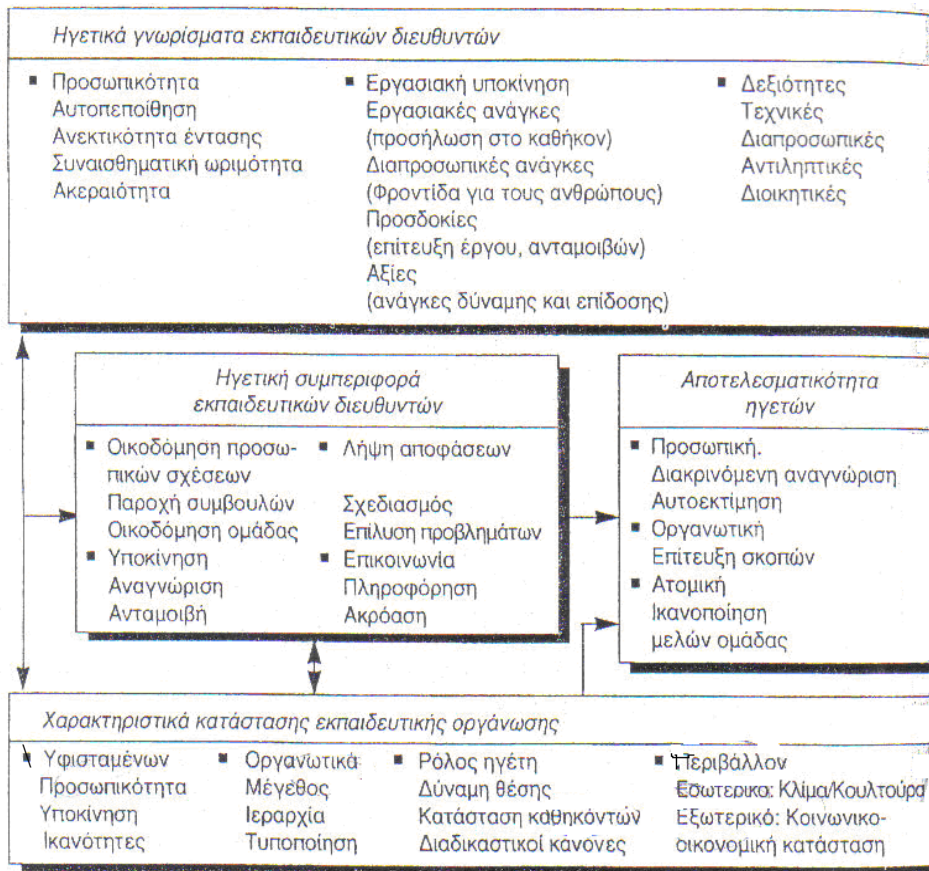 Ηγετικά γνωρίσματα εκπαιδευτικών διευθυντών
▪ Προσωπικότητα
Αυτοπεποίθηση
Ανεκτικότητα έντασης
Συναισθηματική ωριμότητα
Ακεραιότητα
▪ Εργασιακή υποκίνηση
Εργασιακές ανάγκες
(προσήλωση στο καθήκον)
Διαπροσωπικές ανάγκες
(Φροντίδα για τους ανθρώπους)
Προσδοκίες
(επίτευξη έργου, ανταμοιβών)
Αξίες
(ανάγκες δύναμης και επίδοσης)
▪ Δεξιότητες
Τεχνικές
Διαπροσωπικές
Αντιληπτικές
Διοικητικές
Ηγετική συμπεριφορά
εκπαιδευτικών διευθυντών
▪ Οικοδόμηση προσω-
πικών σχέσεων
Παροχή συμβουλών
Οικοδόμηση ομάδας
▪ Υποκίνηση
Αναγνώριση
Ανταμοιβή
▪ Λήψη αποφάσεων
Σχεδιασμός
Επίλυση προβλημάτων
▪ Επικοινωνία
Πληροφόρηση
Ακρόαση
Αποτελεσματικότητα
ηγετών
▪ Προσωπική.
Διακρινόμενη αναγνώριση
Αυτοεκτίμηση
▪ Οργανωτική
Επίτευξη σκοπών
▪ Ατομική
Ικανοποίηση
μελών ομάδας
Χαρακτηριστικά κατάστασης εκπαιδευτικής οργάνωσης
▪ Υφισταμένων
Προσωπικότητα
Υποκίνηση
Ικανότητες
▪ Οργανωτικά
Μέγεθος
Ιεραρχία
Τυποποίηση
▪ Ρόλος ηγέτη
Δύναμη θέσης
Κατάσταση καθηκόντων
Διαδικαστικοί κάνόνες
▪ Περιβάλλον
Εσωτερικο: Κλίμα/Κουλτούρα
Εξωτερικό: Κοινωνικο-
οικονομική κατάσταση